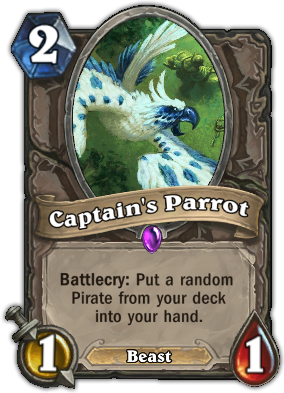 2
Captain's Parrot
Battlecry: Put a random
Pirate from your deck
into your hand.
1
Beast
1